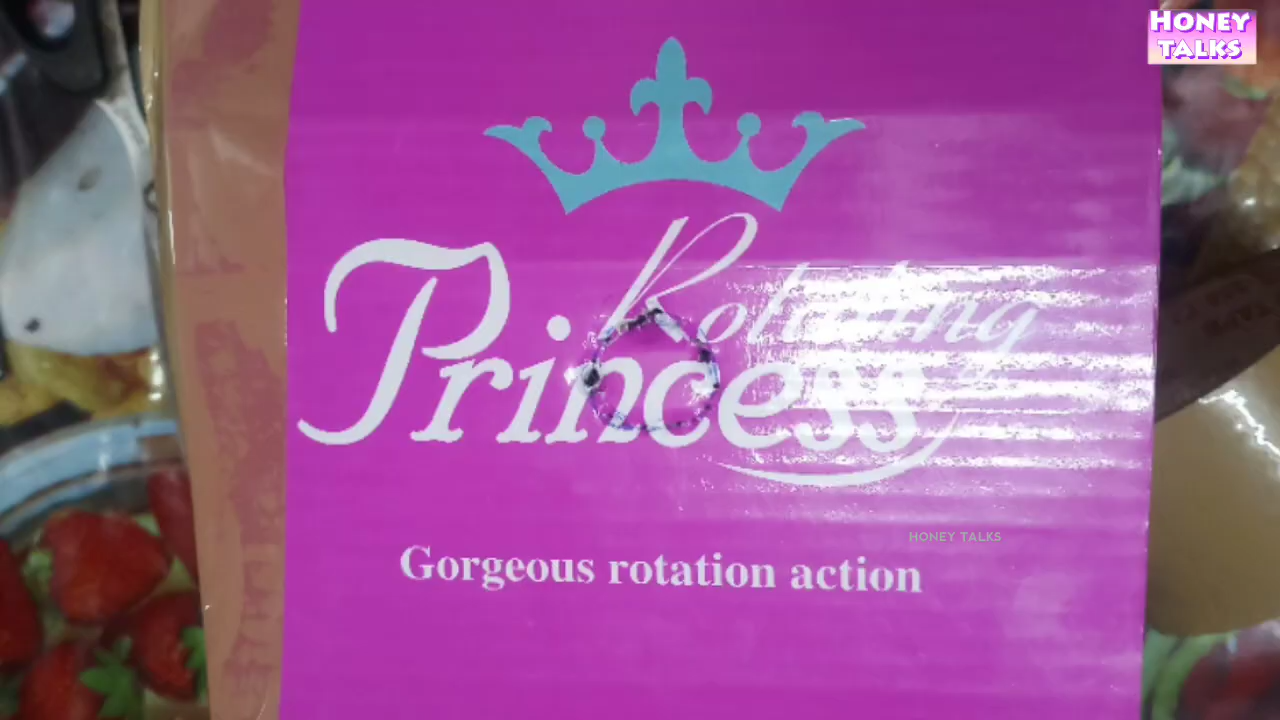 HONEY
TALKS
Rotating
Princess
HONEY TALKS
Gorgeous rotation action